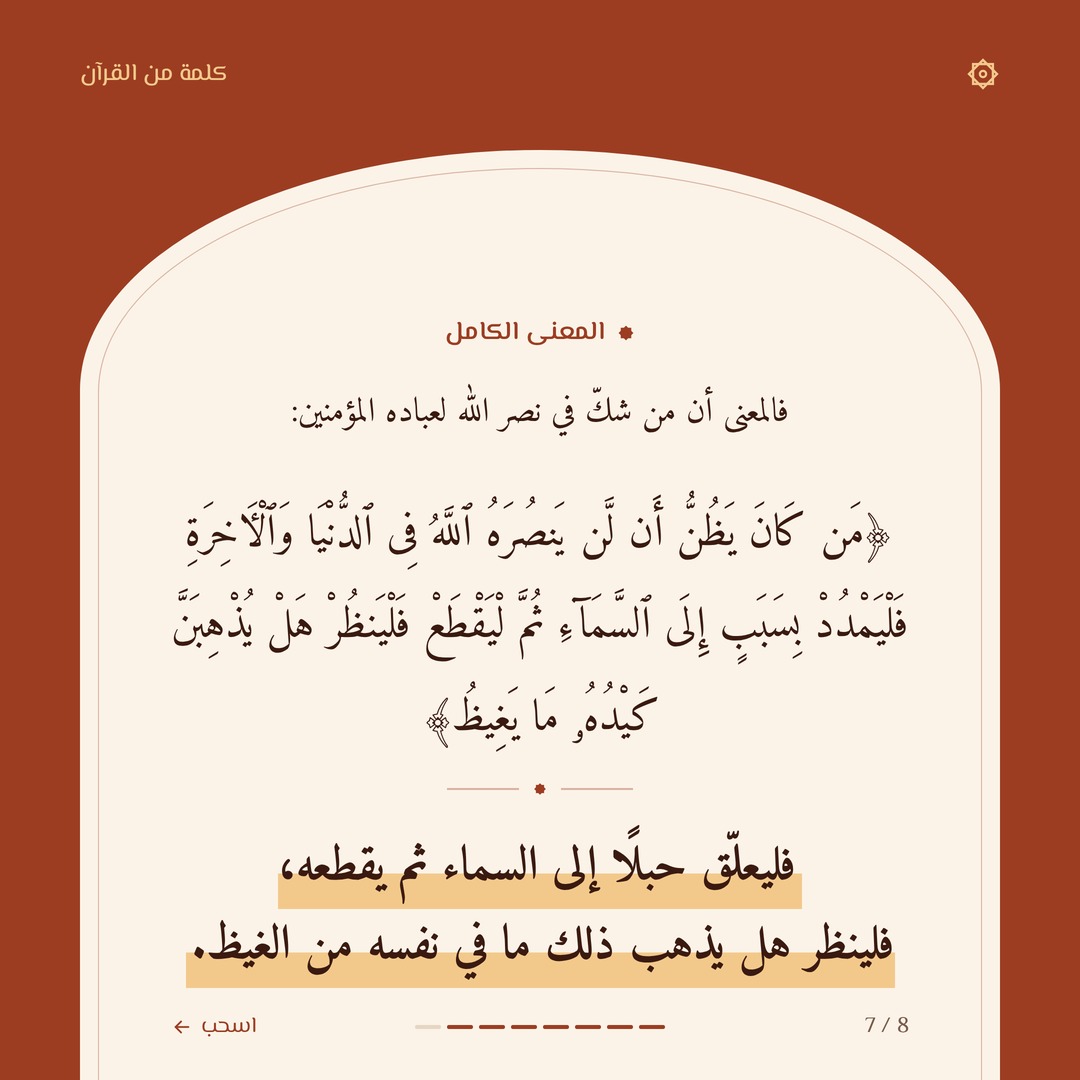 كلمة من القرآن
المعنى الكامل
فالمعنى أن من شكّ في نصر الله لعباده المؤمنين:
﴿مَن كَانَ يَظُنُّ أَن لَّن يَنصُرَهُ ٱللَّهُ فِى ٱلدُّنْيَا وَٱلْـَٔاخِرَةِ
فَلْيَمْدُدْ بِسَبَبٍ إِلَى ٱلسَّمَآءِ ثُمَّ لْيَقْطَعْ فَلْيَنظُرْ هَلْ يُذْهِبَنَّ
كَيْدُهُۥ مَا يَغِيظُ﴾
فليعلّق حبلًا إلى السماء ثم يقطعه،
فلينظر هل يذهب ذلك ما في نفسه من الغيظ.
7 / 8
اسحب ←